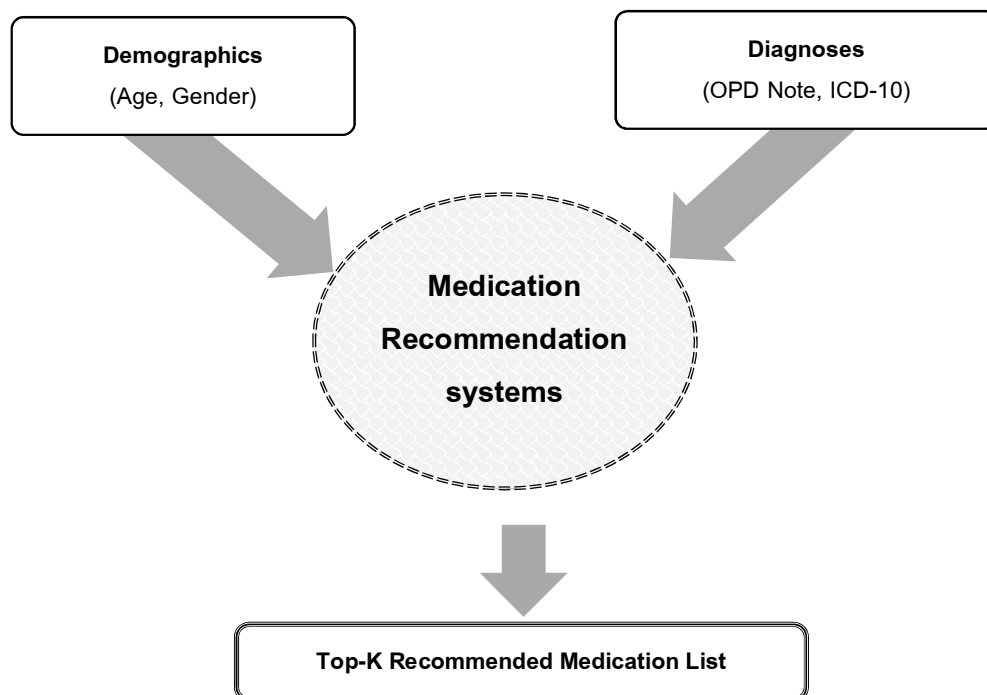 Demographics
(Age, Gender)
Diagnoses
(OPD Note, ICD-10)
Medication
Recommendation
systems
Top-K Recommended Medication List